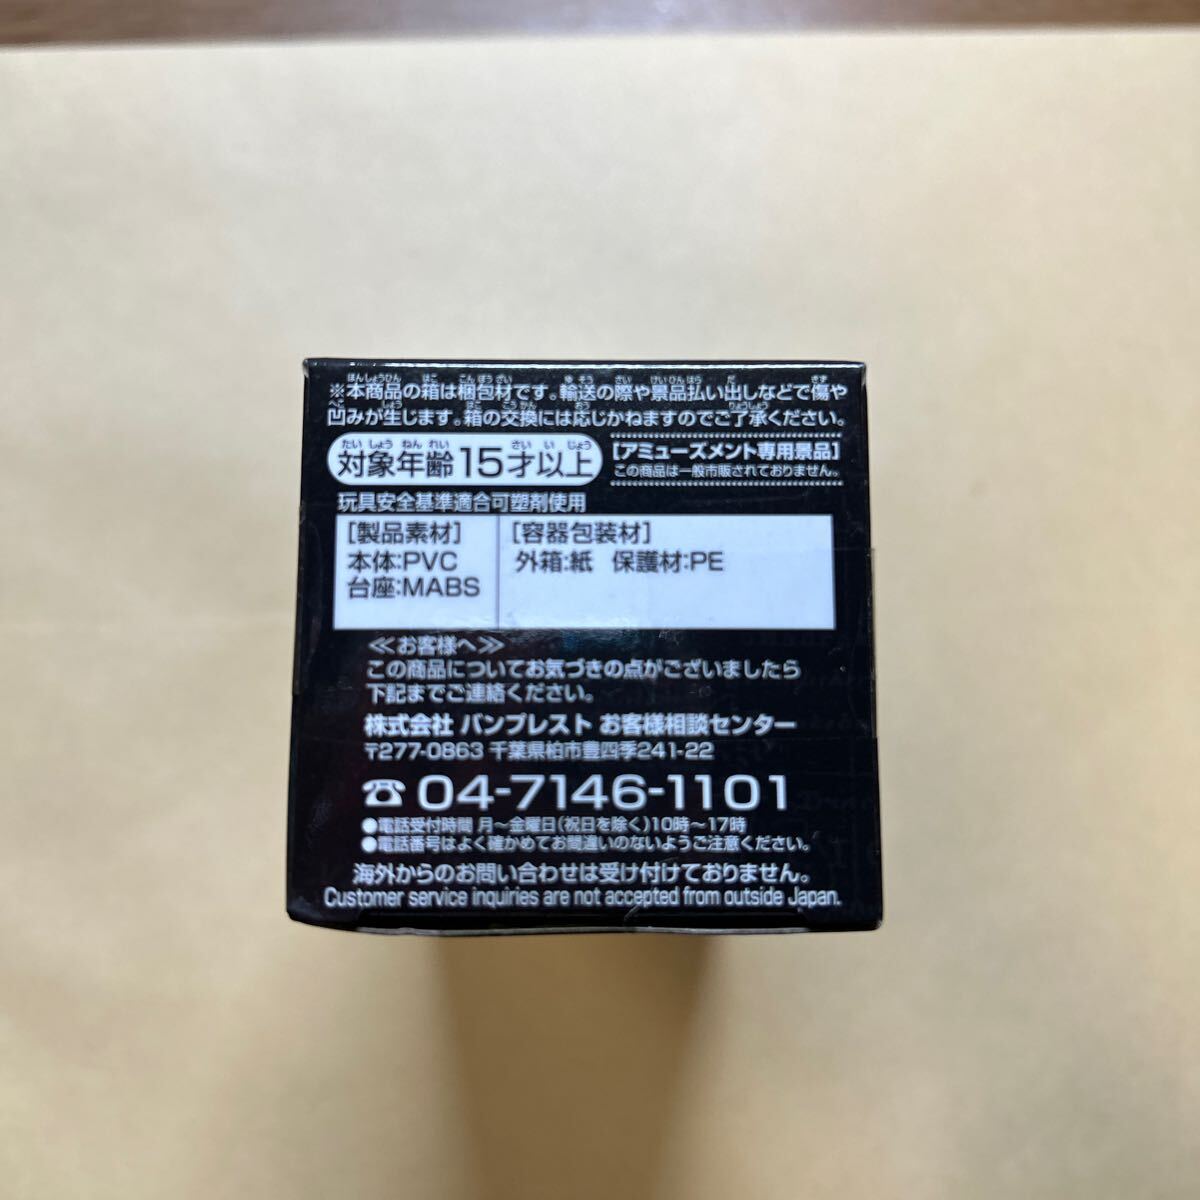 ※本商品の箱は梱包材です。輸送の際や景品払い出しなどで傷や
凹みが生じます。箱の交換には応じかねますのでご了承ください。
対象年齢15才以上
[アミューズメント専用景品]
この商品は一般市販されておりません。
玩具安全基準適合可塑剤使用
[製品素材]
本体:PVC
台座:MABS
[容器包装材]
外箱:紙 保護材:PE
≪お客様へ≫
この商品についてお気づきの点がございましたら
下記までご連絡ください。
株式会社 バンプレスト お客様相談センター
〒277-0863 千葉県柏市豊四季241-22
☎04-7146-1101
●電話受付時間 月〜金曜日(祝日を除く)10時〜17時
●電話番号はよく確かめてお間違いのないようご注意ください。
海外からのお問い合わせは受け付けておりません。
Customer service inquiries are not accepted from outside Japan.